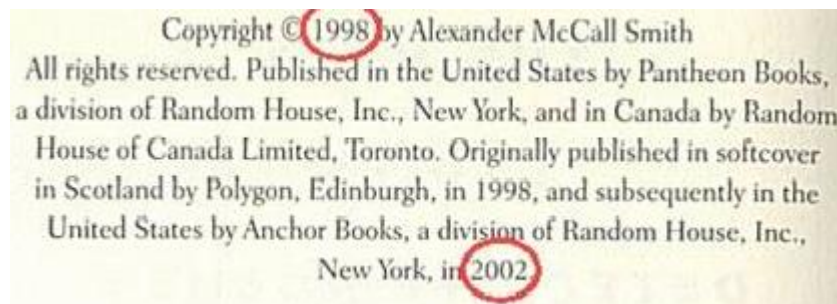 Copyright © 1998 by Alexander McCall Smith
All rights reserved. Published in the United States by Pantheon Books,
a division of Random House, Inc., New York, and in Canada by Random
House of Canada Limited, Toronto. Originally published in softcover
in Scotland by Polygon, Edinburgh, in 1998, and subsequently in the
United States by Anchor Books, a division of Random House, Inc.,
New York, in 2002